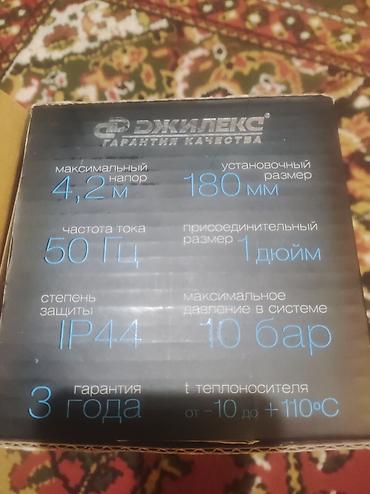 ДЖИЛЕКС
ГАРАНТИЯ КАЧЕСТВА
максимальный
напор
4,2 м
установочный
размер
180 мм
частота тока
50 Гц
присоединительный
размер
1 дюйм
степень
защиты
IP44
максимальное
давление в системе
10 бар
гарантия
3 года
t теплоносителя
от -10 до +110°C